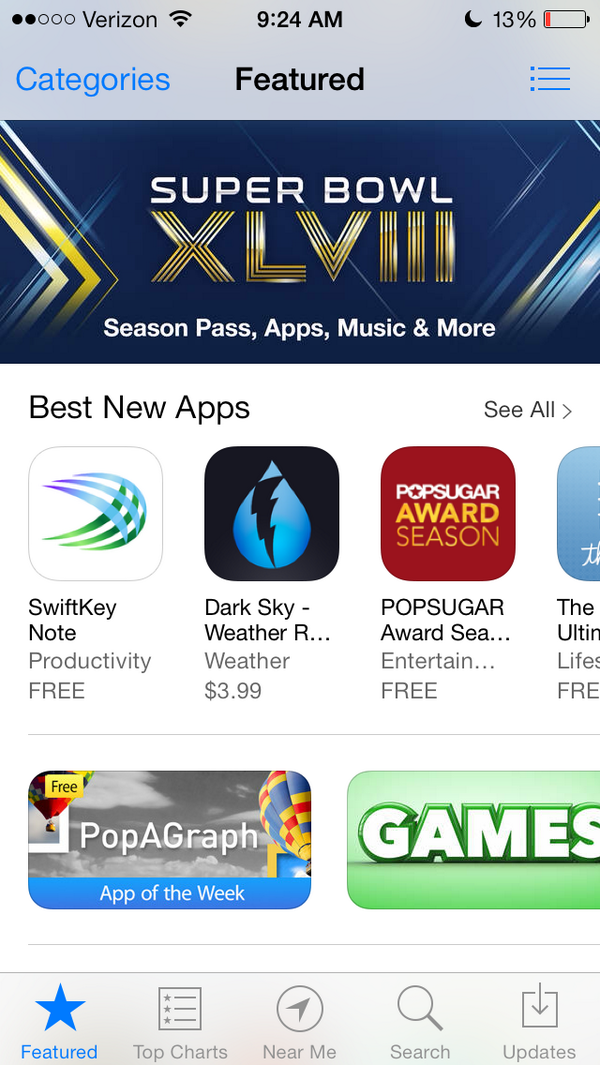 Verizon 9:24 AM 13%
Categories Featured
SUPER BOWL
XLVIII
Season Pass, Apps, Music & More
Best New Apps See All >
POPSUGAR
AWARD
SEASON
th
SwiftKey Dark Sky - POPSUGAR The
Note Weather R... Award Sea... Ultin
Productivity Weather Entertain... Lifes
FREE $3.99 FREE FRE
Free
PopAGraph
App of the Week
GAMES
Featured Top Charts Near Me Search Updates